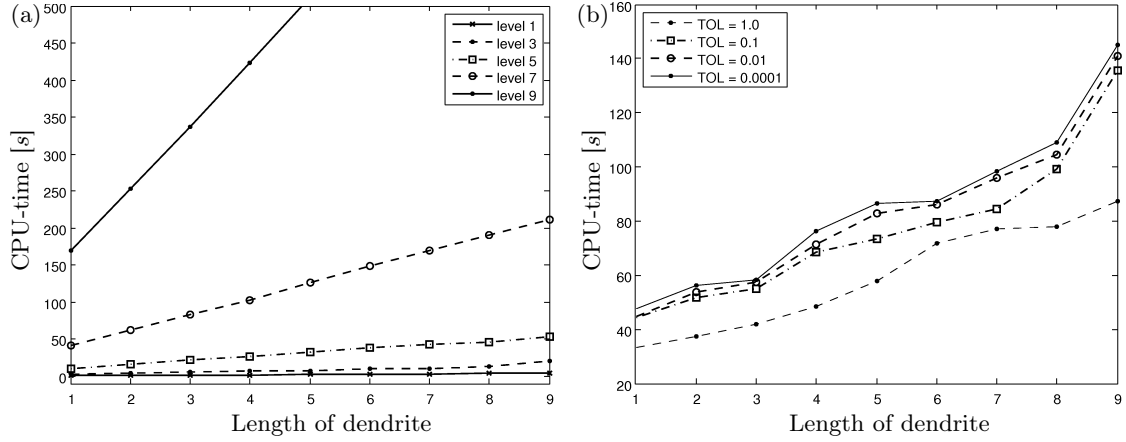 (a)
500
450
400
350
300
250
200
150
100
50
0
1 2 3 4 5 6 7 8 9
CPU-time [s]
Length of dendrite
level 1
level 3
level 5
level 7
level 9
(b)
160
140
120
100
80
60
40
20
1 2 3 4 5 6 7 8 9
CPU-time [s]
Length of dendrite
TOL = 1.0
TOL = 0.1
TOL = 0.01
TOL = 0.0001